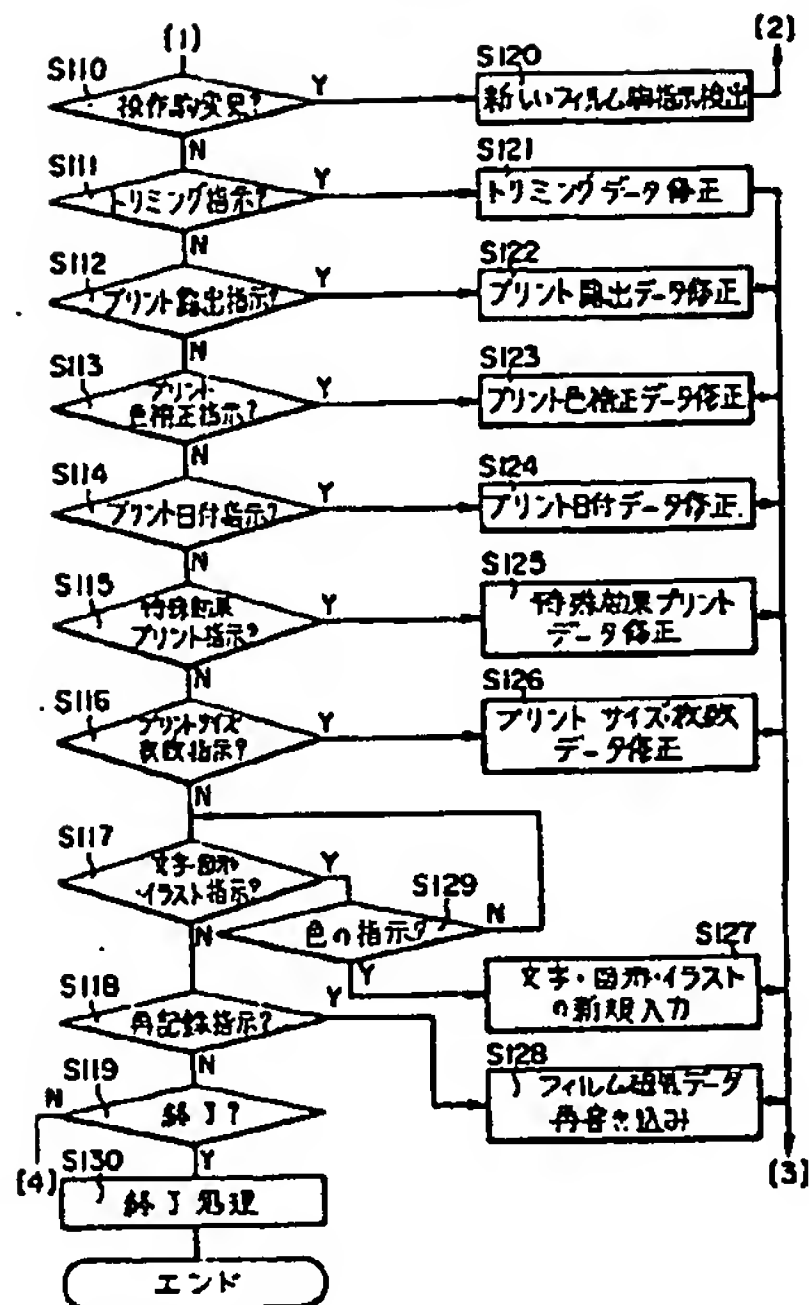 (1)
(2)
S110
操作駒変更?
Y
N
S120
新しいフィルム駒指示検出
S111
トリミング指示?
Y
N
S121
トリミングデータ修正
S112
プリント露出指示?
Y
N
S122
プリント露出データ修正
S113
プリント
色補正指示?
Y
N
S123
プリント色補正データ修正
S114
プリント日付指示?
Y
N
S124
プリント日付データ修正
S115
特殊効果
プリント指示?
Y
N
S125
特殊効果プリント
データ修正
S116
プリントサイズ
枚数指示?
Y
N
S126
プリント サイズ・枚数
データ修正
S117
文字・図形・
イラスト指示?
Y
N
S129
色の指示?
N
Y
S127
文字・図形・イラスト
の新規入力
S118
再記録指示?
Y
N
S128
フィルム磁気データ
再書き込み
S119
終了?
N
Y
(4)
(3)
S130
終了処理
エンド